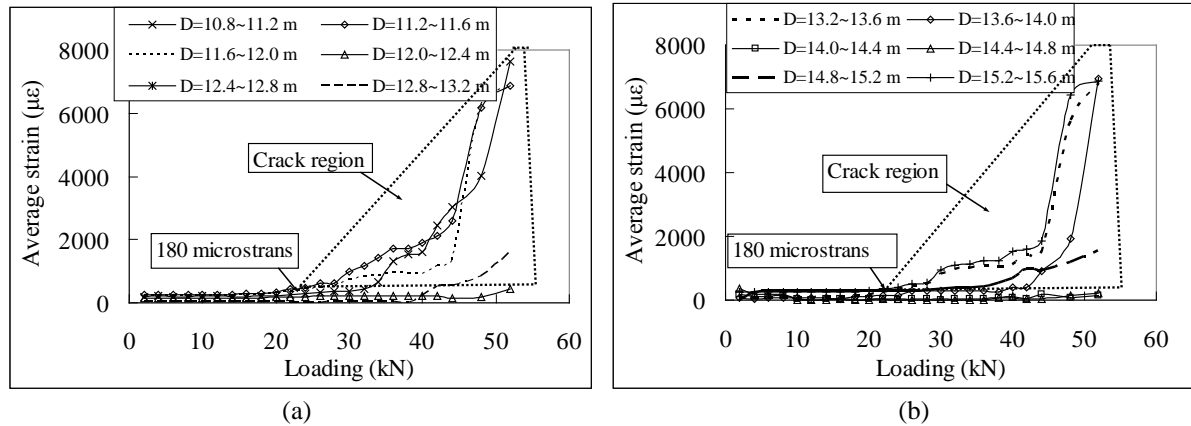 D=10.8~11.2 m D=11.2~11.6 m
D=11.6~12.0 m D=12.0~12.4 m
D=12.4~12.8 m D=12.8~13.2 m
8000
6000
4000
2000
0
Average strain (με)
Crack region
180 microstrans
0 10 20 30 40 50 60
Loading (kN)
(a)
D=13.2~13.6 m D=13.6~14.0 m
D=14.0~14.4 m D=14.4~14.8 m
D=14.8~15.2 m D=15.2~15.6 m
8000
6000
4000
2000
0
Average strain (με)
Crack region
180 microstrans
0 10 20 30 40 50 60
Loading (kN)
(b)